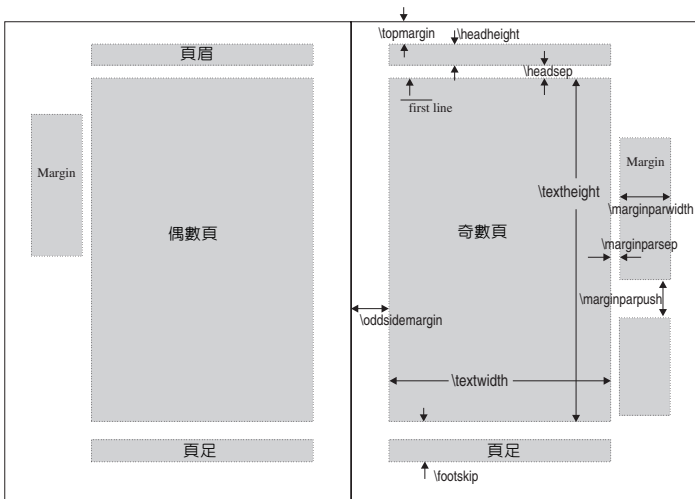 \topmargin
\headheight
頁眉
\headsep
first line
Margin
Margin
\textheight
\marginparwidth
偶數頁
奇數頁
\marginparsep
\marginparpush
\oddsidemargin
\textwidth
頁足
頁足
\footskip